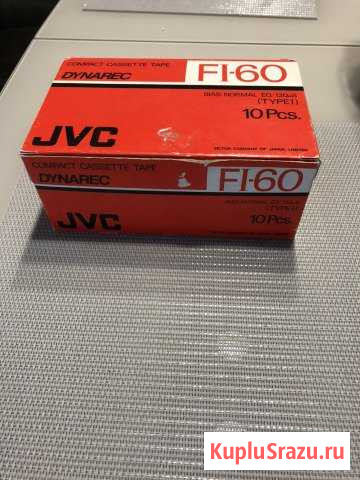 COMPACT CASSETTE TAPE
DYNAREC
FI-60
BIAS:NORMAL EQ:120μS
(TYPE I)
10 Pcs.
JVC
VICTOR COMPANY OF JAPAN, LIMITED
COMPACT CASSETTE TAPE
DYNAREC
FI-60
(TYPE I)
10 Pcs.
JVC
KupluSrazu.ru